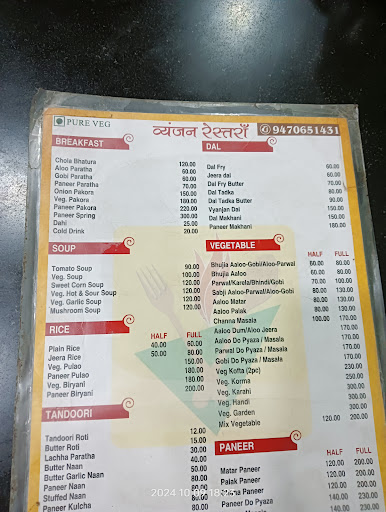 PURE VEG
व्यंजन रेस्तराँ
9470651431
BREAKFAST
Chola Bhatura 120.00
Aloo Paratha 60.00
Gobi Paratha 60.00
Paneer Paratha 70.00
Onion Pakora 150.00
Veg. Pakora 180.00
Paneer Pakora 220.00
Paneer Spring 300.00
Dahi 25.00
Cold Drink 20.00
SOUP
Tomato Soup 90.00
Veg. Soup 100.00
Sweet Corn Soup 100.00
Veg. Hot & Sour Soup 120.00
Veg. Garlic Soup 120.00
Mushroom Soup 120.00
RICE
HALF FULL
Plain Rice 40.00 60.00
Jeera Rice 50.00 80.00
Veg. Pulao 150.00
Paneer Pulao 180.00
Veg. Biryani 180.00
Paneer Biryani 200.00
TANDOORI
Tandoori Roti 12.00
Butter Roti 15.00
Lachha Paratha 30.00
Butter Naan 40.00
Butter Garlic Naan 50.00
Paneer Naan
Stuffed Naan
Paneer Kulcha
DAL
Dal Fry 60.00
Jeera dal 60.00
Dal Fry Butter 70.00
Dal Tadka 80.00
Dal Tadka Butter 90.00
Vyanjan Dal 150.00
Dal Makhani 150.00
Paneer Makhani 180.00
VEGETABLE
HALF FULL
Bhujia Aaloo-Gobi/Aloo-Parwal 60.00 80.00
Bhujia Aaloo 60.00 80.00
Parwal/Karela/Bhindi/Gobi 70.00
Sabji Aaloo-Parwal/Aloo-Gobi 80.00 130.00
Aaloo Matar 80.00 130.00
Aaloo Palak 80.00 130.00
Channa Masala 100.00 170.00
Aaloo Dum/Aloo Jeera 170.00
Aaloo Do Pyaza / Masala 170.00
Parwal Do Pyaza / Masala 170.00
Gobi Do Pyaza / Masala 170.00
Veg Kofta (2pc) 250.00
Veg. Korma 250.00
Veg. Karahi 250.00
Veg. Handi 300.00
Veg. Garden 300.00
Mix Vegetable 120.00 200.00
PANEER
HALF FULL
Matar Paneer 120.00 200.00
Palak Paneer 120.00 200.00
Paneer 120.00 200.00
Paneer Do Pyaza 140.00 230.00
140.00 230.00